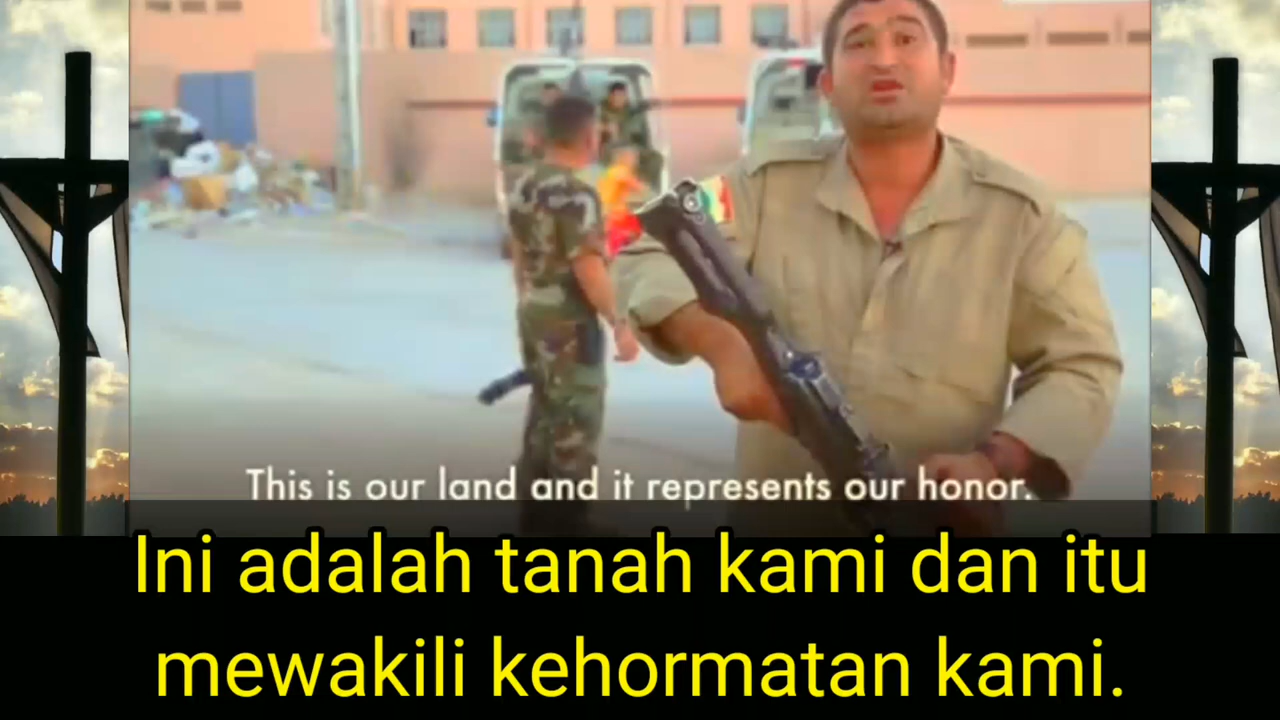 This is our land and it represents our honor.
Ini adalah tanah kami dan itu
mewakili kehormatan kami.